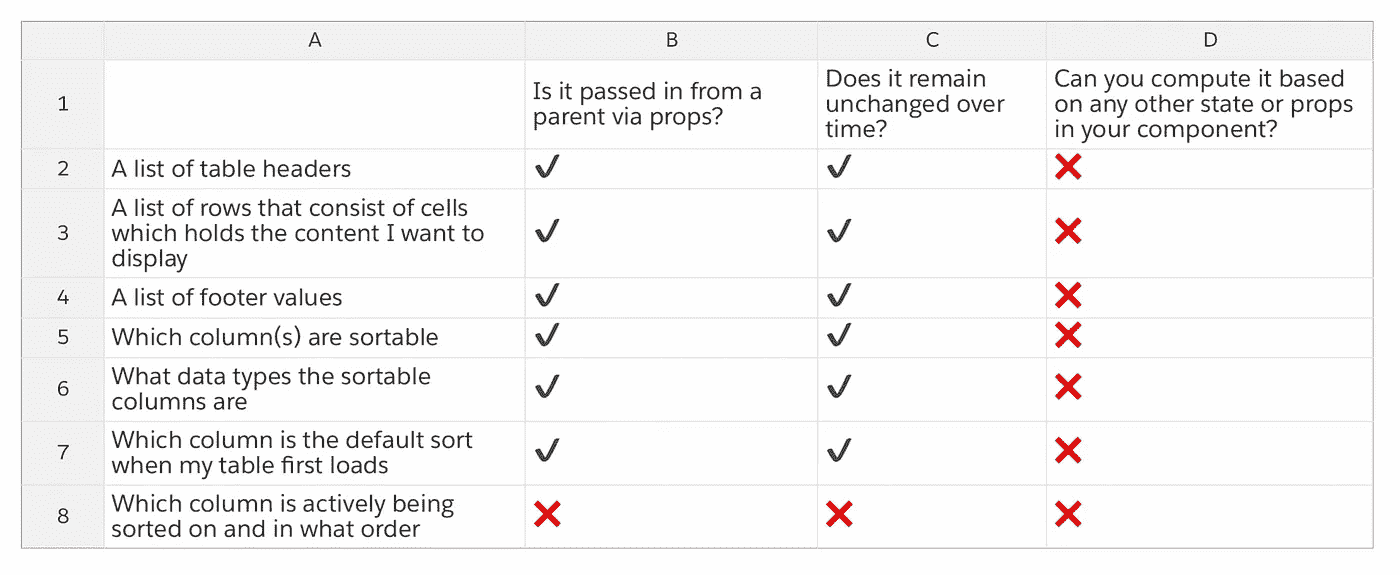 A B C D
1 Is it passed in from a
parent via props? Does it remain
unchanged over
time? Can you compute it based
on any other state or props
in your component?
2 A list of table headers ✓ ✓ ❌
3 A list of rows that consist of cells
which holds the content I want to
display ✓ ✓ ❌
4 A list of footer values ✓ ✓ ❌
5 Which column(s) are sortable ✓ ✓ ❌
6 What data types the sortable
columns are ✓ ✓ ❌
7 Which column is the default sort
when my table first loads ✓ ✓ ❌
8 Which column is actively being
sorted on and in what order ❌ ❌ ❌